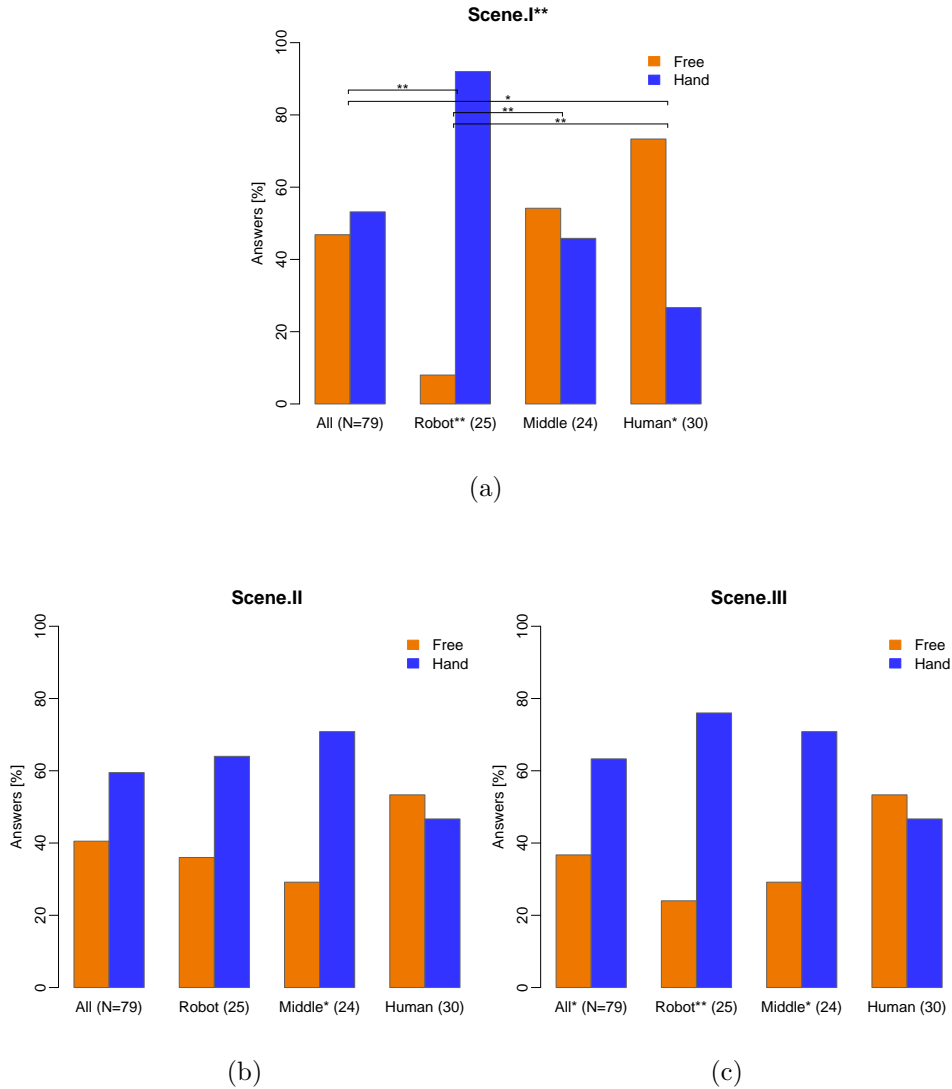 Scene.I**
Answers [%]
0
20
40
60
80
100
Free
Hand
**
*
**
**
All (N=79)
Robot** (25)
Middle (24)
Human* (30)
(a)
Scene.II
Answers [%]
0
20
40
60
80
100
Free
Hand
All (N=79)
Robot (25)
Middle* (24)
Human (30)
(b)
Scene.III
Answers [%]
0
20
40
60
80
100
Free
Hand
All* (N=79)
Robot** (25)
Middle* (24)
Human (30)
(c)